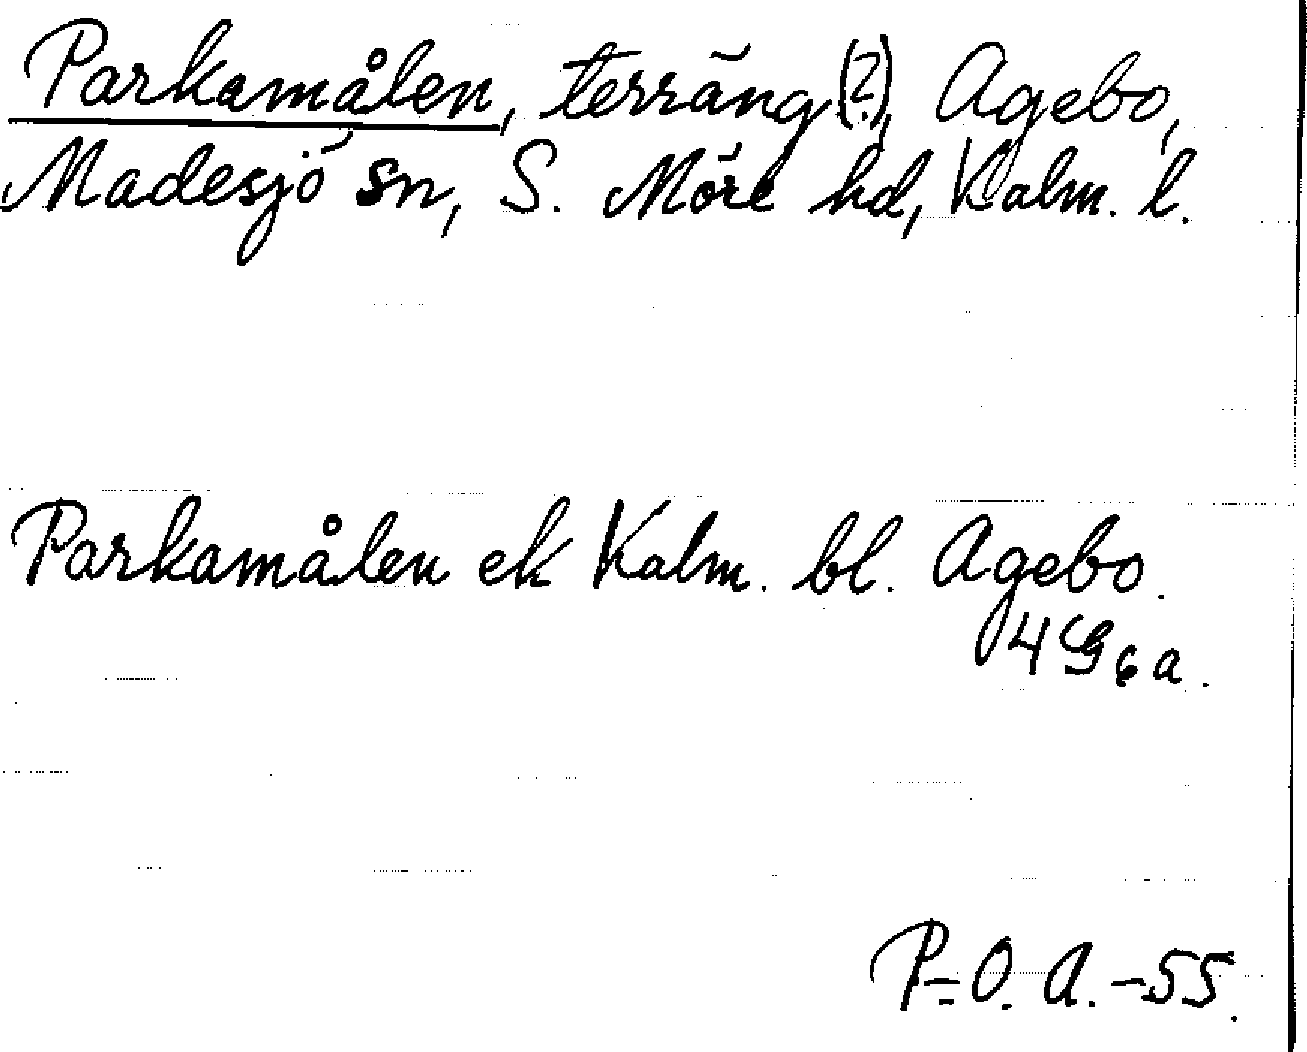 Parkamålen, terräng (?), Agebo,
Madesjö sn, S. Möre hd, Kalm. l.
Parkamålen ek Kalm. bl. Agebo.
4G6a.
P-O. A.-55.